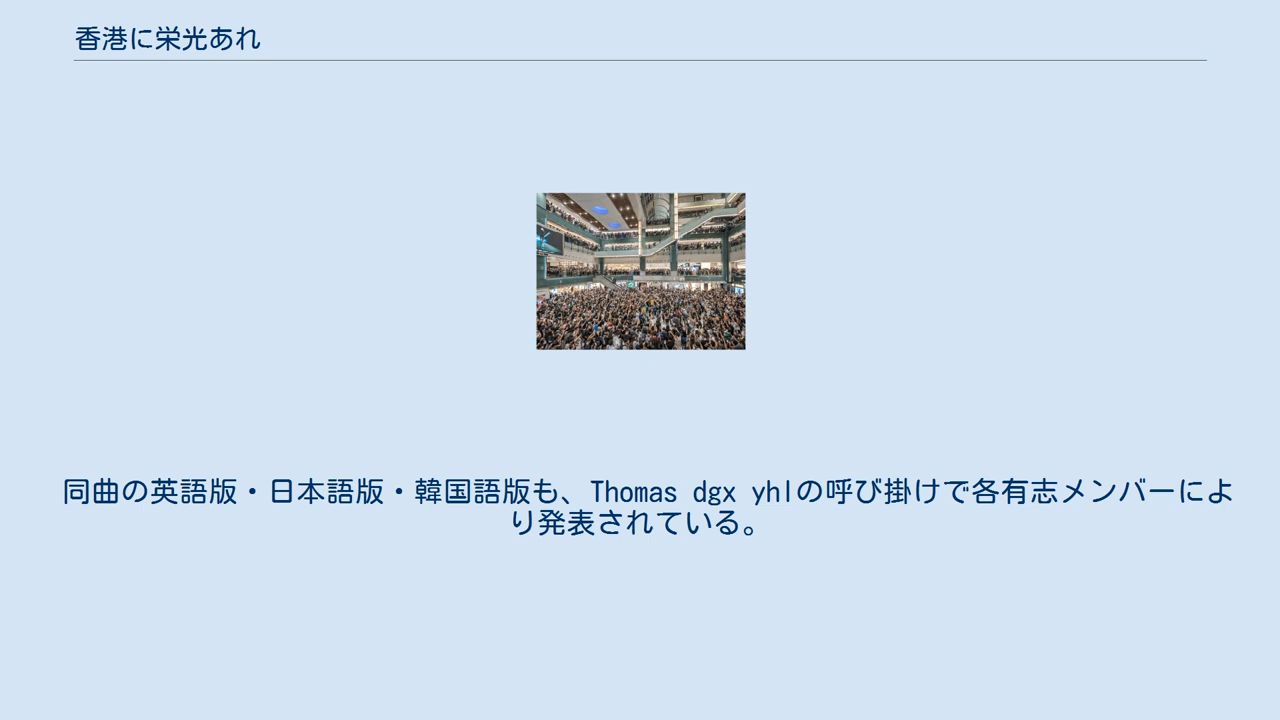 香港に栄光あれ
同曲の英語版・日本語版・韓国語版も、Thomas dgx yhlの呼び掛けで各有志メンバーによ
り発表されている。